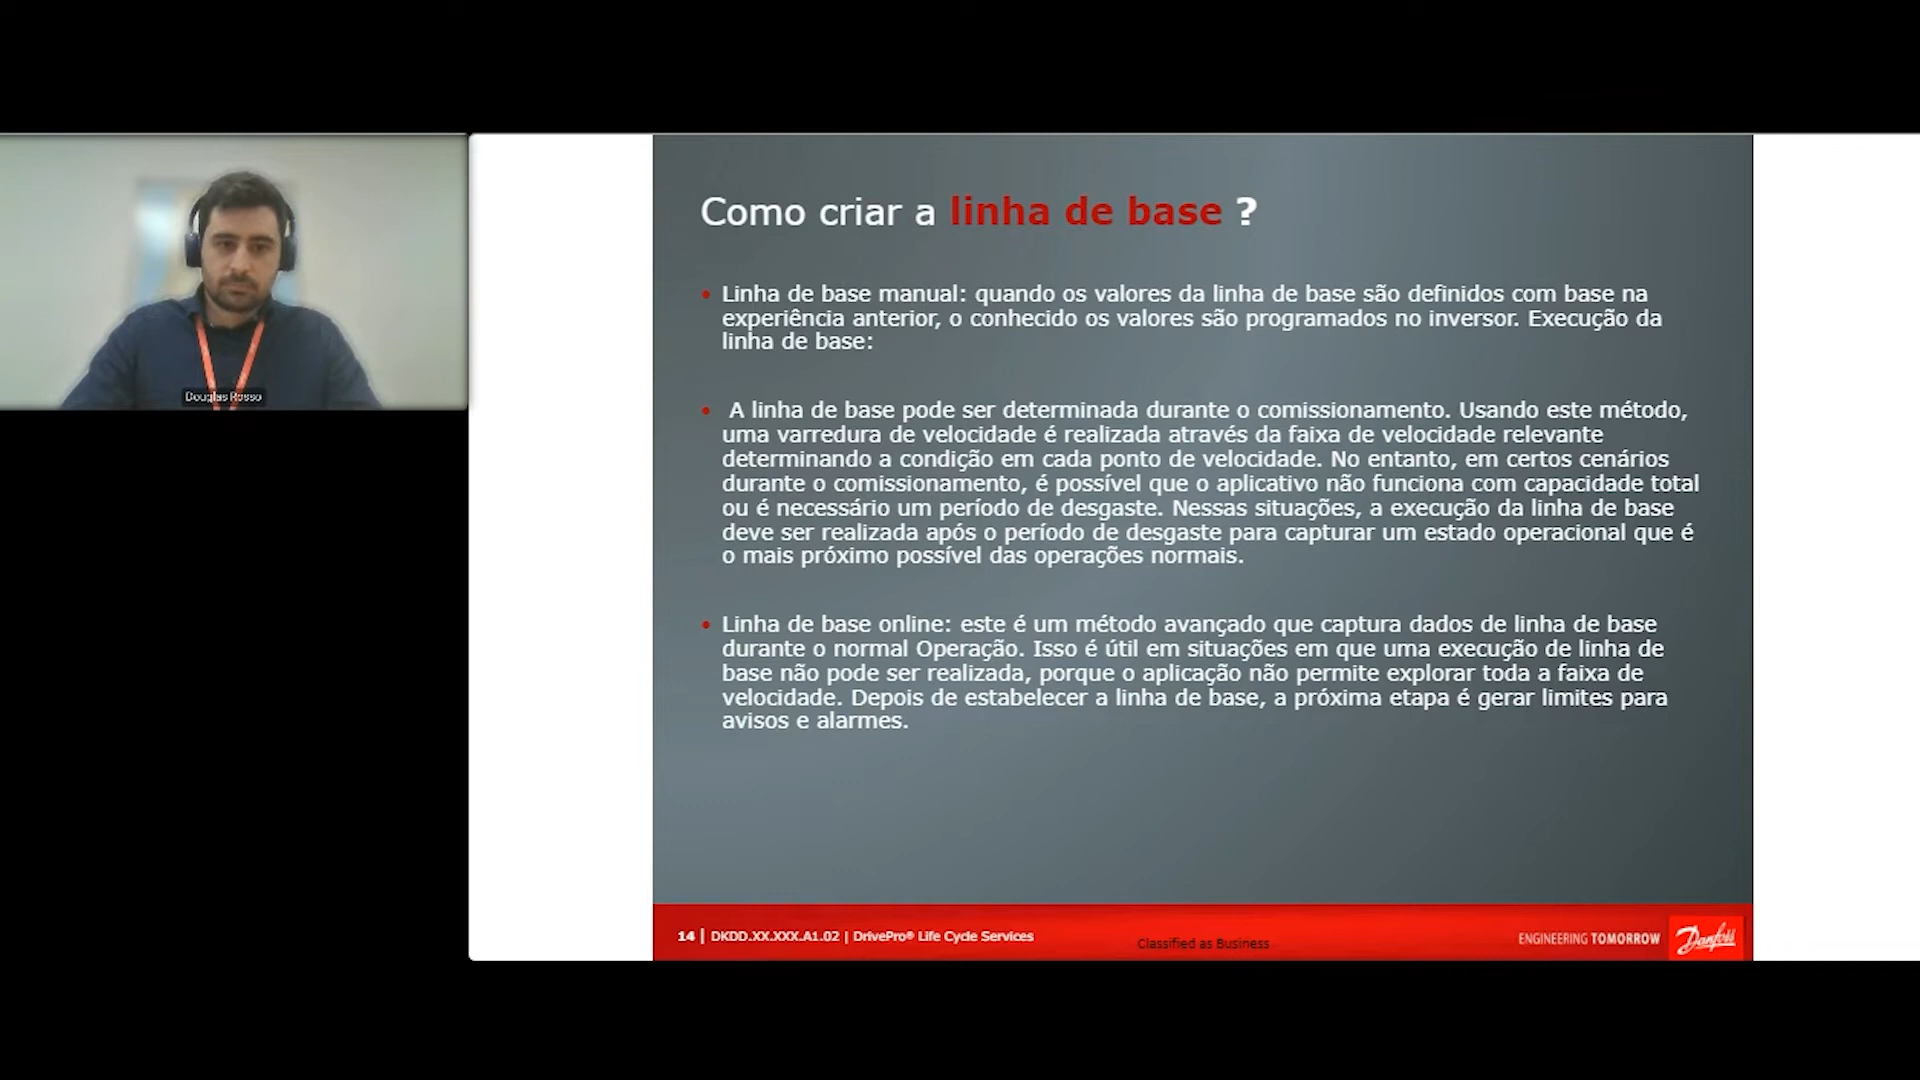 Douglas Rosso
Como criar a linha de base ?
• Linha de base manual: quando os valores da linha de base são definidos com base na
experiência anterior, o conhecido os valores são programados no inversor. Execução da
linha de base:
• A linha de base pode ser determinada durante o comissionamento. Usando este método,
uma varredura de velocidade é realizada através da faixa de velocidade relevante
determinando a condição em cada ponto de velocidade. No entanto, em certos cenários
durante o comissionamento, é possível que o aplicativo não funciona com capacidade total
ou é necessário um período de desgaste. Nessas situações, a execução da linha de base
deve ser realizada após o período de desgaste para capturar um estado operacional que é
o mais próximo possível das operações normais.
• Linha de base online: este é um método avançado que captura dados de linha de base
durante o normal Operação. Isso é útil em situações em que uma execução de linha de
base não pode ser realizada, porque o aplicação não permite explorar toda a faixa de
velocidade. Depois de estabelecer a linha de base, a próxima etapa é gerar limites para
avisos e alarmes.
14 | DKDD.XX.XXX.A1.02 | DrivePro® Life Cycle Services
Classified as Business
ENGINEERING TOMORROW
Danfoss